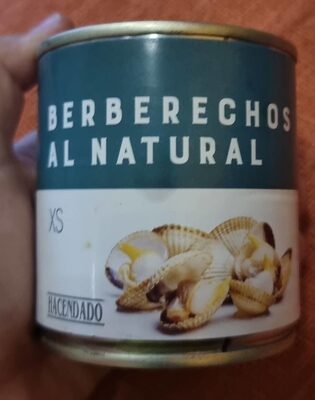 BERBERECHOS
AL NATURAL
XS
HACENDADO